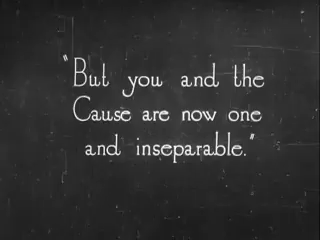 "But you and the
Cause are now one
and inseparable."